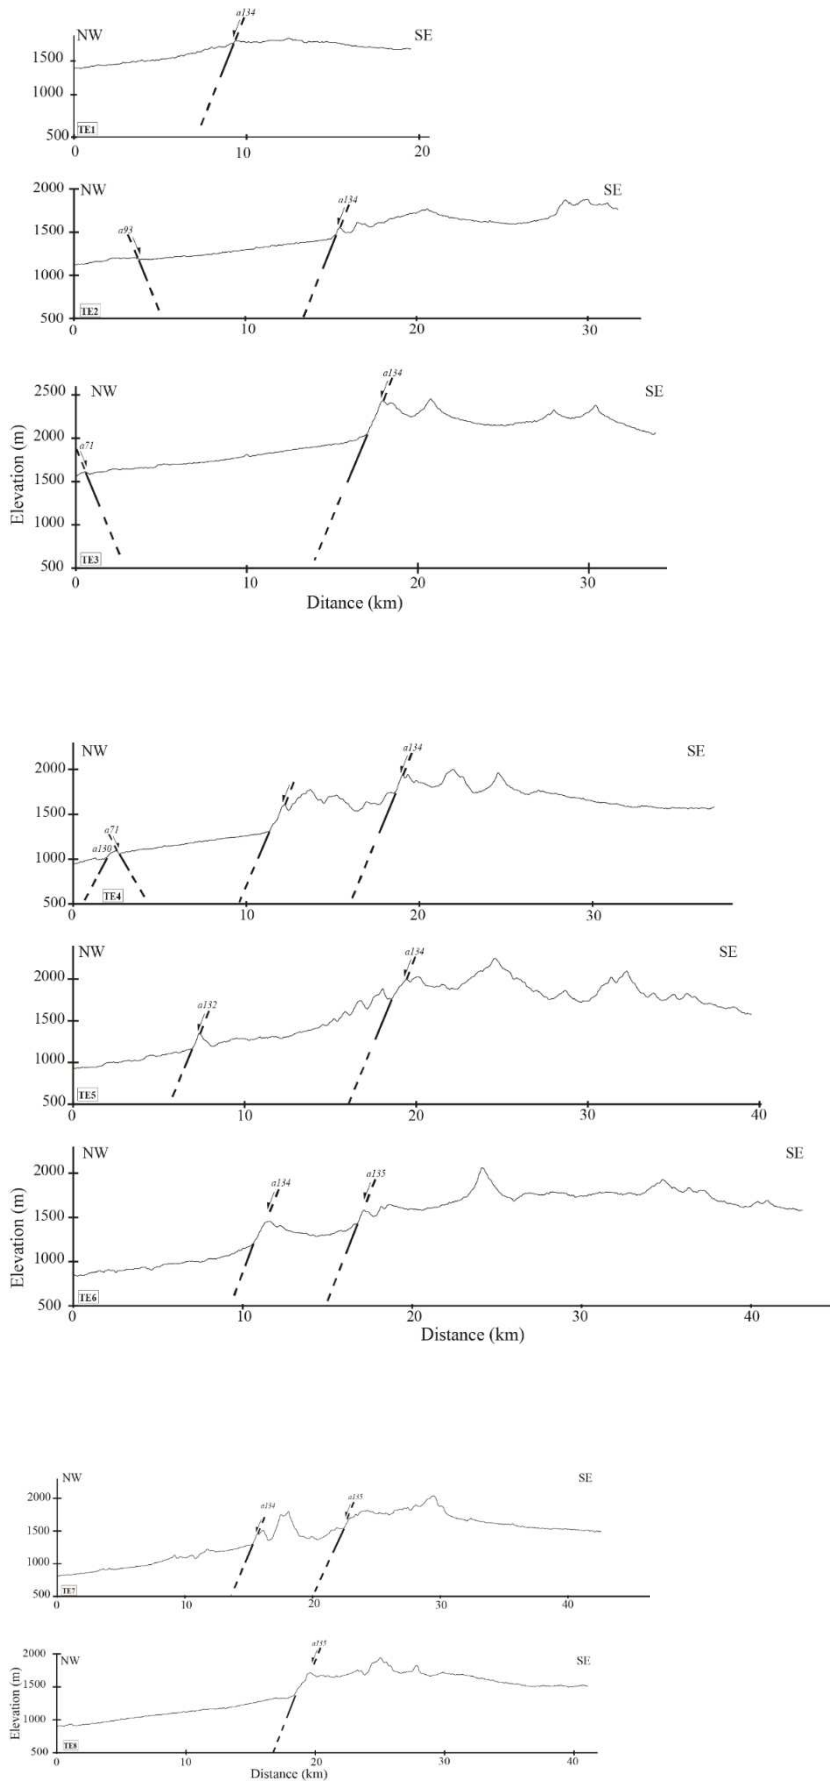 a134
NW SE
1500
1000
500
TE1
0 10 20
2000 NW SE
a134
a93
1500
1000
500
TE2
0 10 20 30
a134
2500 NW SE
2000
a71
1500
1000
500
TE3
0 10 20 30
Elevation (m)
Ditance (km)
NW a134 SE
2000
1500
a71
a130
1000
500
TE4
0 10 20 30
NW a134 SE
2000
a132
1500
1000
500
TE5
0 10 20 30 40
NW SE
2000
a134 a135
1500
1000
500
TE6
0 10 20 30 40
Elevation (m)
Distance (km)
NW SE
2000
a134 a135
1500
1000
500
TE7
0 10 20 30 40
a135
2000 NW SE
1500
1000
500
TE8
0 10 20 30 40
Elevation (m)
Distance (km)